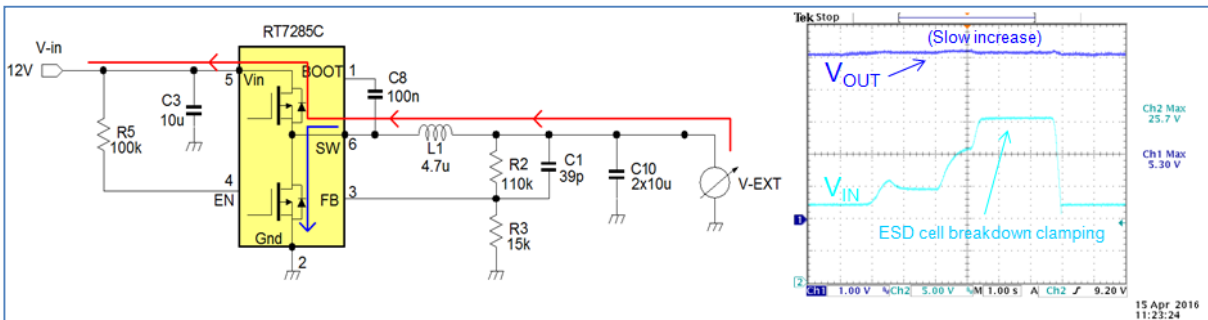 RT7285C
V-in
12V
5
Vin
BOOT
1
C8
100n
C3
10u
R5
100k
SW
6
L1
4.7u
R2
110k
C1
39p
C10
2x10u
V-EXT
4
EN
FB
3
R3
15k
Gnd
2
Tek Stop
(Slow increase)
VOUT
Ch2 Max
25.7 V
Ch1 Max
5.30 V
VIN
1
ESD cell breakdown clamping
2
Ch1 1.00 V Ch2 5.00 V M 1.00 s A Ch2 9.20 V
15 Apr 2016
11:23:24